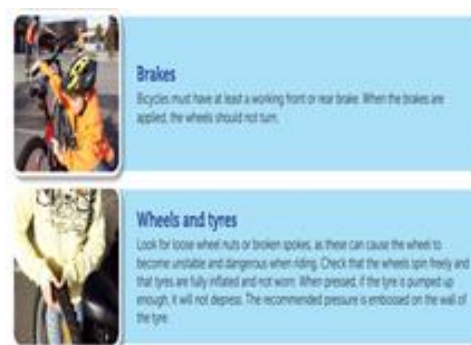 Brakes
Bicycles must have at least a working front or rear brake. When the brakes are
applied, the wheels should not turn.
Wheels and tyres
Look for loose wheel nuts or broken spokes, as these can cause the wheel to
become unstable and dangerous when riding. Check that the wheels spin freely and
that tyres are fully inflated and not worn. When pressed, if the tyre is pumped up
enough, it will not depress. The recommended pressure is embossed on the wall of
the tyre.